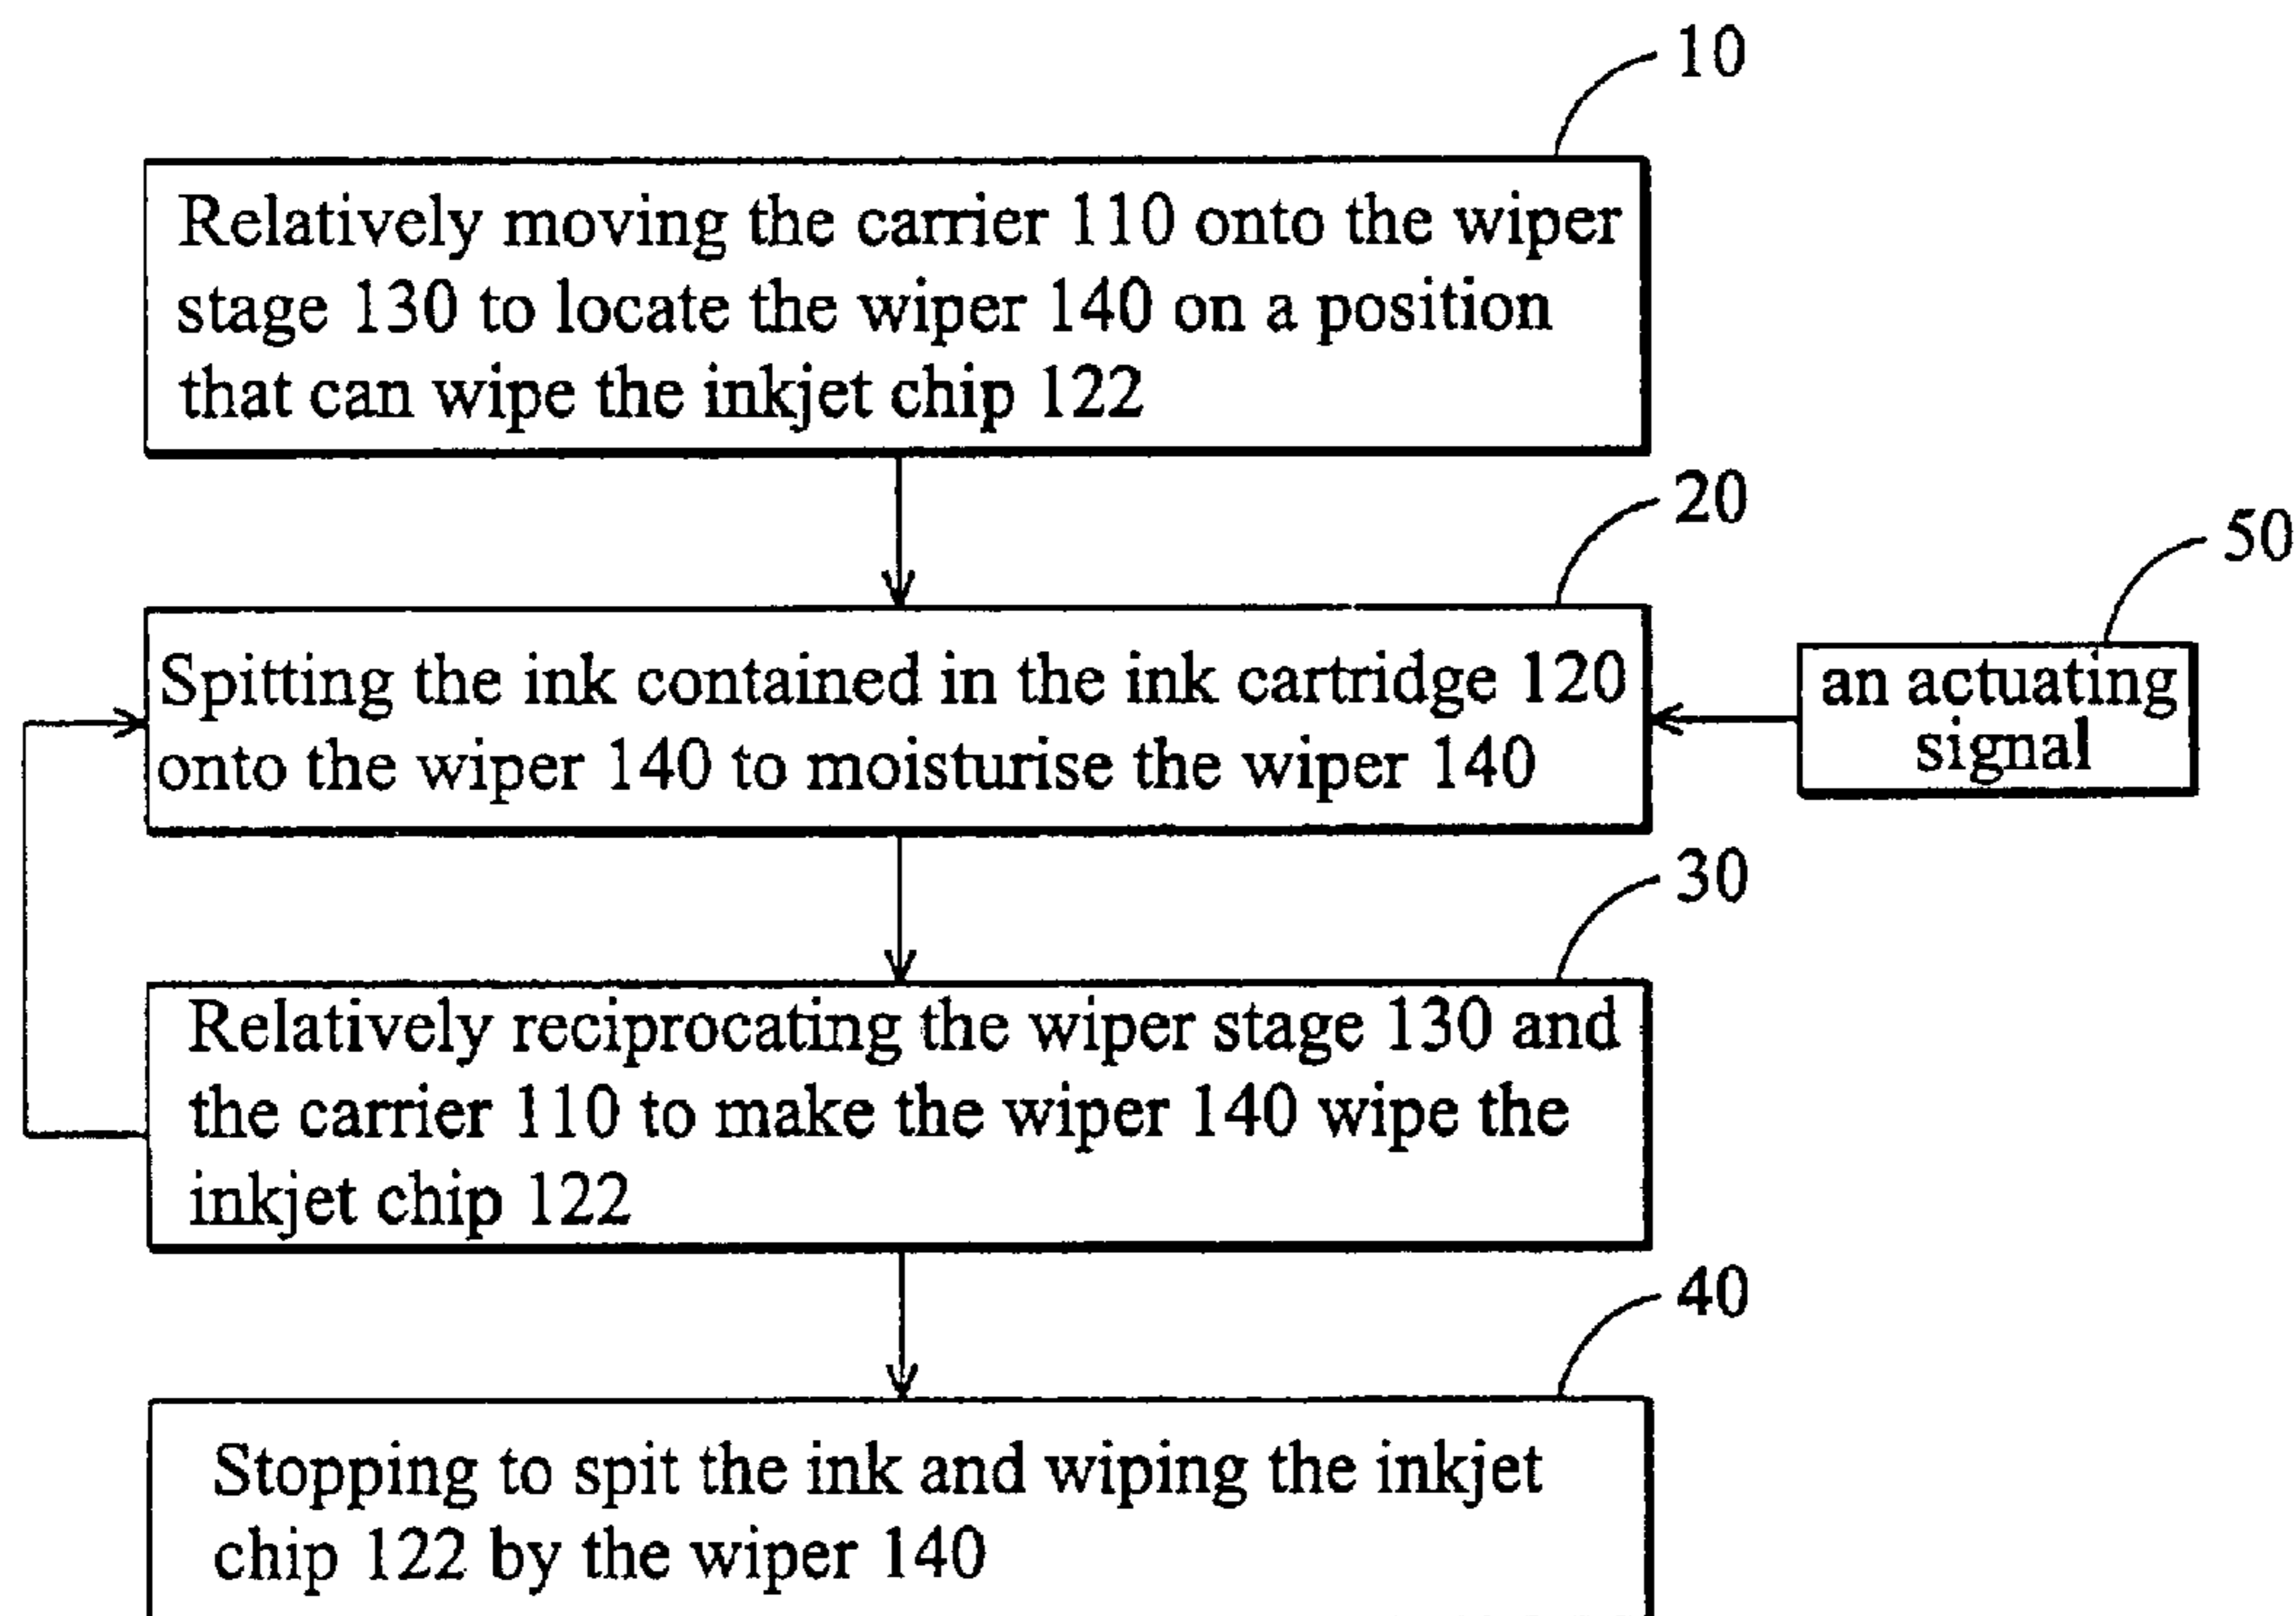 10
Relatively moving the carrier 110 onto the wiper
stage 130 to locate the wiper 140 on a position
that can wipe the inkjet chip 122
20
50
Spitting the ink contained in the ink cartridge 120
onto the wiper 140 to moisturise the wiper 140
an actuating
signal
30
Relatively reciprocating the wiper stage 130 and
the carrier 110 to make the wiper 140 wipe the
inkjet chip 122
40
Stopping to spit the ink and wiping the inkjet
chip 122 by the wiper 140